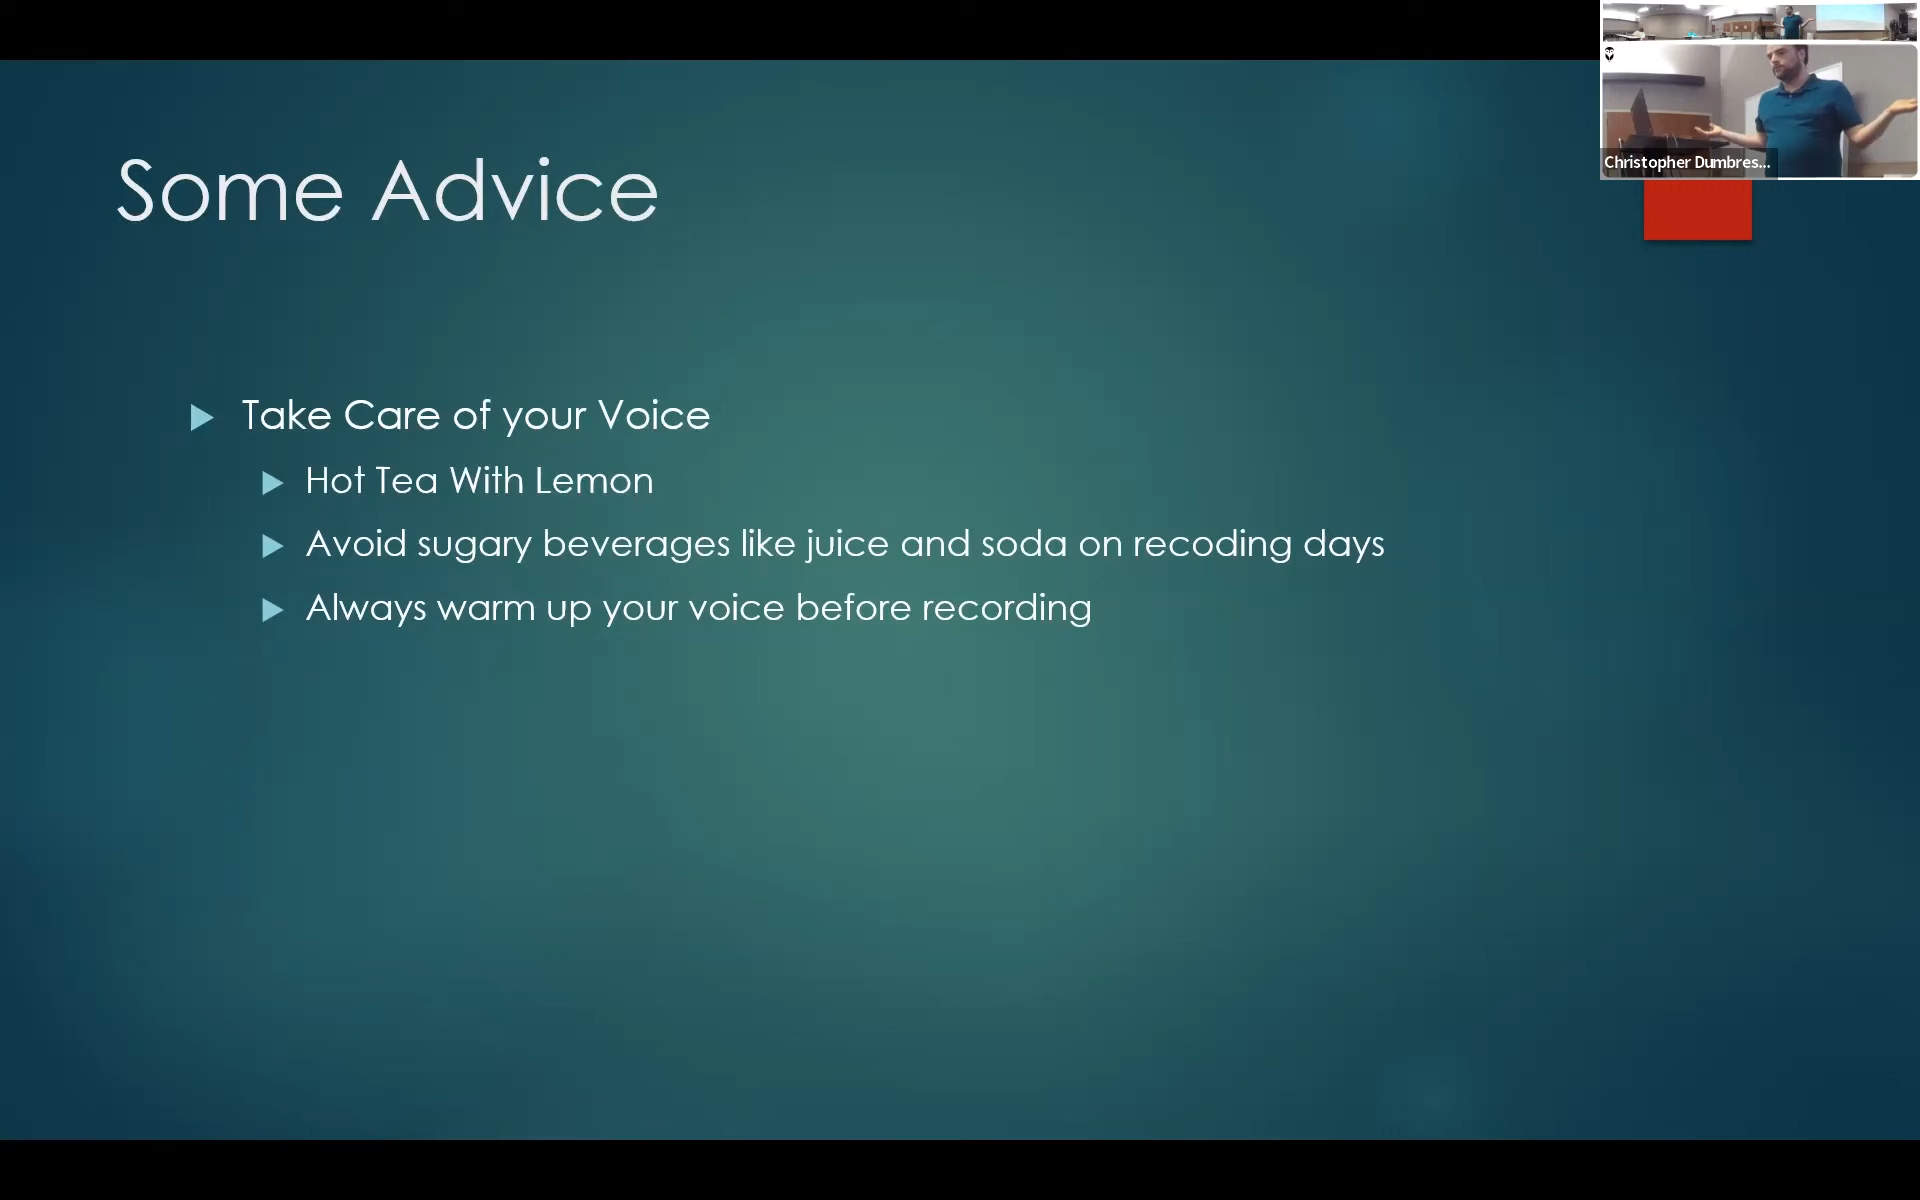 Some Advice
Take Care of your Voice
Hot Tea With Lemon
Avoid sugary beverages like juice and soda on recoding days
Always warm up your voice before recording
Christopher Dumbres...